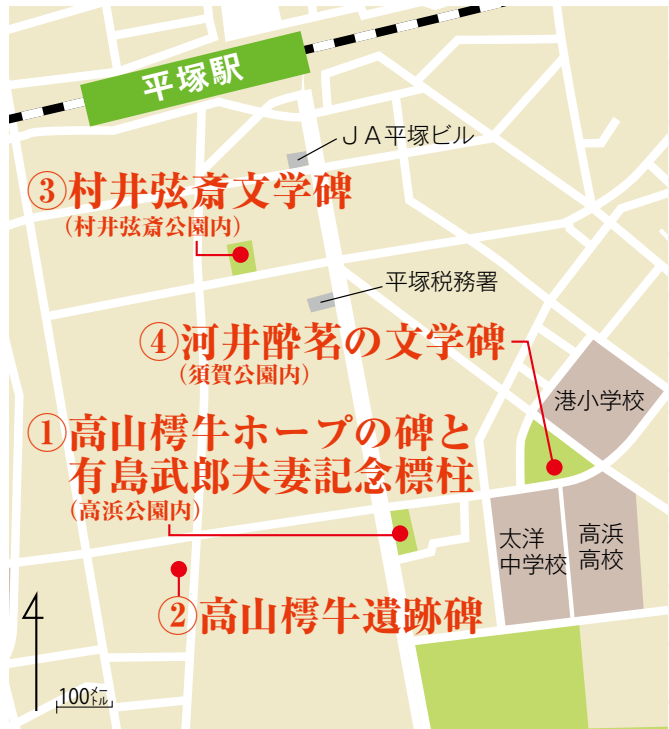 平塚駅
JA平塚ビル
③村井弦斎文学碑
(村井弦斎公園内)
平塚税務署
④河井酔茗の文学碑
(須賀公園内)
港小学校
①高山樗牛ホープの碑と
有島武郎夫妻記念標柱
(高浜公園内)
太洋
中学校
高浜
高校
②高山樗牛遺跡碑
100メートル